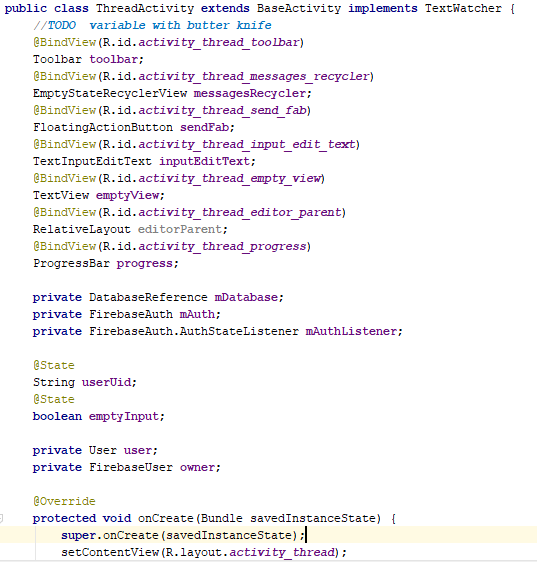 public class ThreadActivity extends BaseActivity implements TextWatcher {
//TODO  variable with butter knife
@BindView(R.id.activity_thread_toolbar)
Toolbar toolbar;
@BindView(R.id.activity_thread_messages_recycler)
EmptyStateRecyclerView messagesRecycler;
@BindView(R.id.activity_thread_send_fab)
FloatingActionButton sendFab;
@BindView(R.id.activity_thread_input_edit_text)
TextInputEditText inputEditText;
@BindView(R.id.activity_thread_empty_view)
TextView emptyView;
@BindView(R.id.activity_thread_editor_parent)
RelativeLayout editorParent;
@BindView(R.id.activity_thread_progress)
ProgressBar progress;
private DatabaseReference mDatabase;
private FirebaseAuth mAuth;
private FirebaseAuth.AuthStateListener mAuthListener;
@State
String userUid;
@State
boolean emptyInput;
private User user;
private FirebaseUser owner;
@Override
protected void onCreate(Bundle savedInstanceState) {
super.onCreate(savedInstanceState);
setContentView(R.layout.activity_thread);